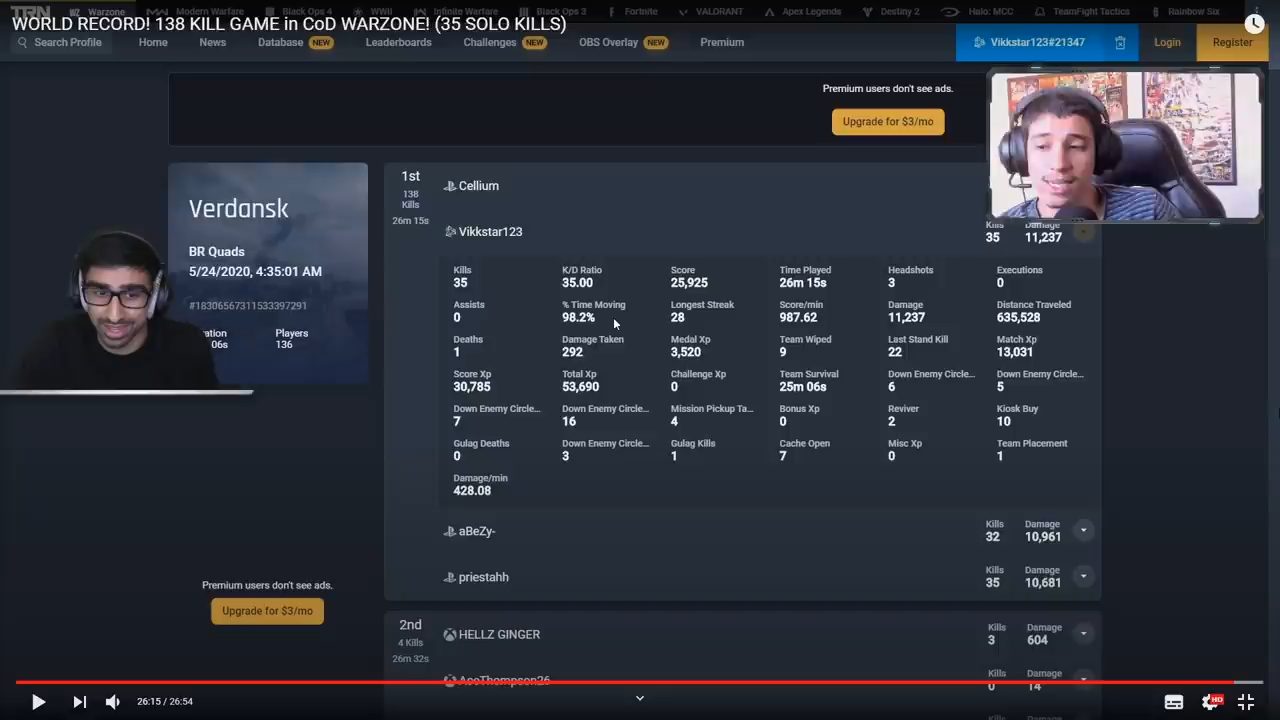 WORLD RECORD! 138 KILL GAME in CoD WARZONE! (35 SOLO KILLS)
TRN Warzone Modern Warfare Black Ops 4 WWII Infinite Warfare Black Ops 3 Fortnite VALORANT Apex Legends Destiny 2 Halo: MCC TeamFight Tactics Rainbow Six
Search Profile Home News Database NEW Leaderboards Challenges NEW OBS Overlay NEW Premium Vikkstar123#21347 Login Register
Premium users don't see ads.
Upgrade for $3/mo
Verdansk
BR Quads
5/24/2020, 4:35:01 AM
#18306567311533397291
Players
06s 136
1st
138
Kills
26m 15s
Cellium
Vikkstar123
Kills Damage
35 11,237
Kills K/D Ratio Score Time Played Headshots Executions
35 35.00 25,925 26m 15s 3 0
Assists % Time Moving Longest Streak Score/min Damage Distance Traveled
0 98.2% 28 987.62 11,237 635,528
Deaths Damage Taken Medal Xp Team Wiped Last Stand Kill Match Xp
1 292 3,520 9 22 13,031
Score Xp Total Xp Challenge Xp Team Survival Down Enemy Circle... Down Enemy Circle...
30,785 53,690 0 25m 06s 6 5
Down Enemy Circle... Down Enemy Circle... Mission Pickup Ta... Bonus Xp Reviver Kiosk Buy
7 16 4 0 2 10
Gulag Deaths Down Enemy Circle... Gulag Kills Cache Open Misc Xp Team Placement
0 3 1 7 0 1
Damage/min
428.08
aBeZy-
Kills Damage
32 10,961
priestahh
Kills Damage
35 10,681
Premium users don't see ads.
Upgrade for $3/mo
2nd
4 Kills
26m 32s
HELLZ GINGER
Kills Damage
3 604
AceThompson26
Kills Damage
0 14
26:15 / 26:54
HD